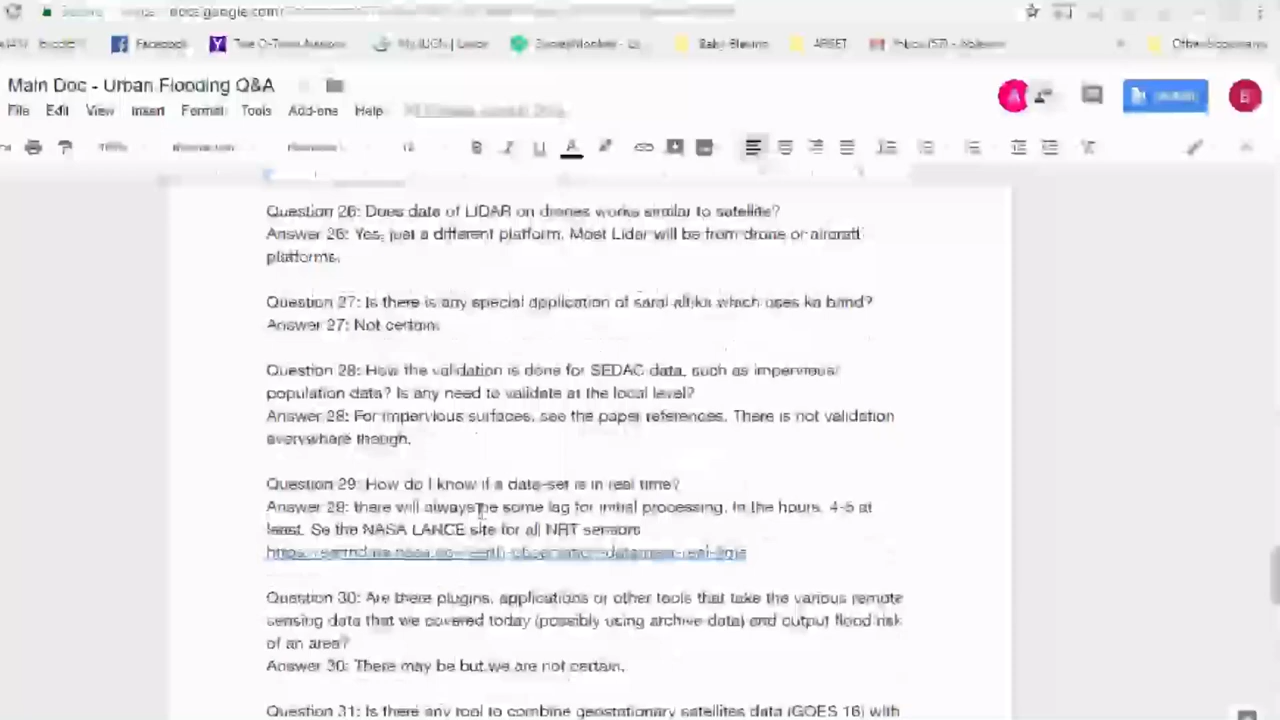 docs.google.com
Facebook
Baby
ARSET
Other Bookmarks
Main Doc - Urban Flooding Q&A
File Edit View Insert Format Tools Add-ons Help
A
B I U A
Question 26: Does data of LIDAR on drones works similar to satellite?
Answer 26: Yes, just a different platform. Most Lidar will be from drone or aircraft
platforms.
Question 27: Is there is any special application of saral altika which uses ka band?
Answer 27: Not certain.
Question 28: How the validation is done for SEDAC data, such as impervious/
population data? Is any need to validate at the local level?
Answer 28: For impervious surfaces, see the paper references. There is not validation
everywhere though.
Question 29: How do I know if a data-set is in real time?
Answer 29: there will always be some lag for initial processing. In the hours. 4-5 at
least. Se the NASA LANCE site for all NRT sensors
Question 30: Are there plugins, applications or other tools that take the various remote
sensing data that we covered today (possibly using archive data) and output flood risk
of an area?
Answer 30: There may be but we are not certain.
Question 31: Is there any tool to combine geostationary satellites data (GOES 16) with